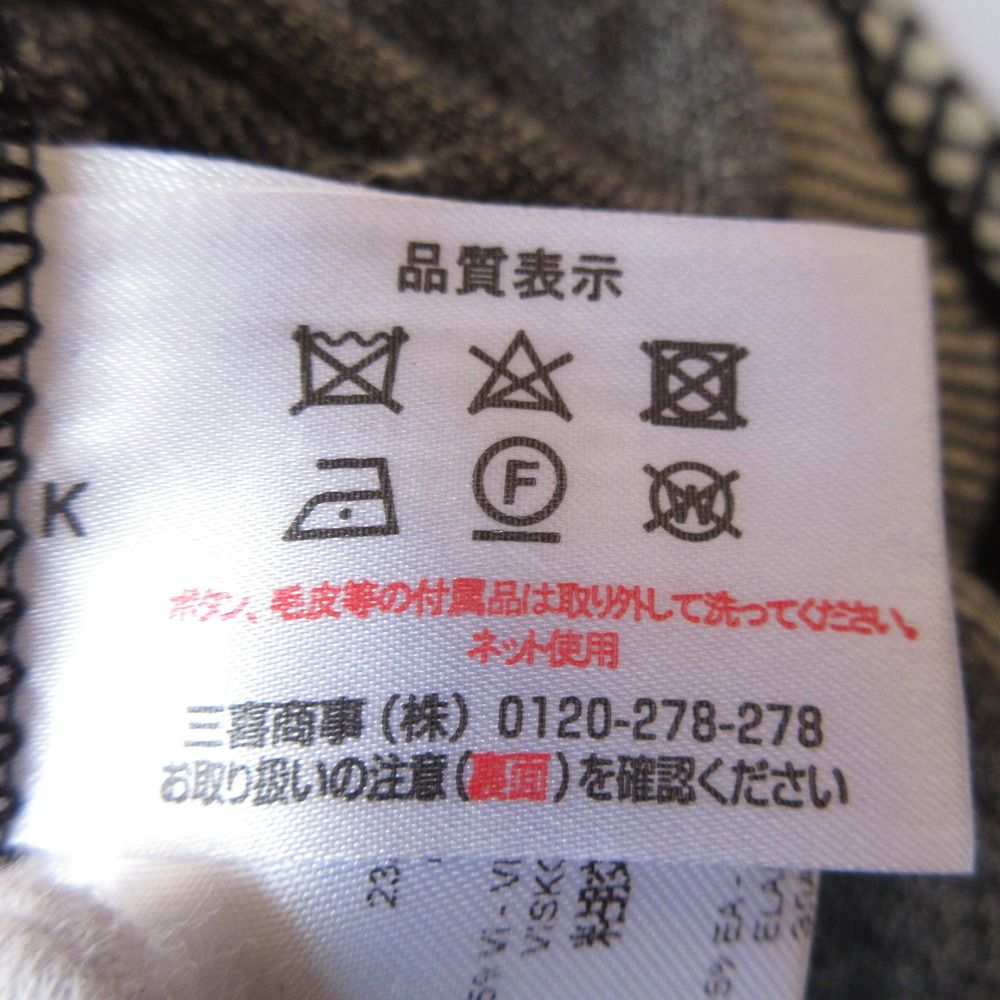 品質表示
F
W
K
ボタン、毛皮等の付属品は取り外して洗ってください。
ネット使用
三喜商事(株) 0120-278-278
お取り扱いの注意(裏面)を確認ください